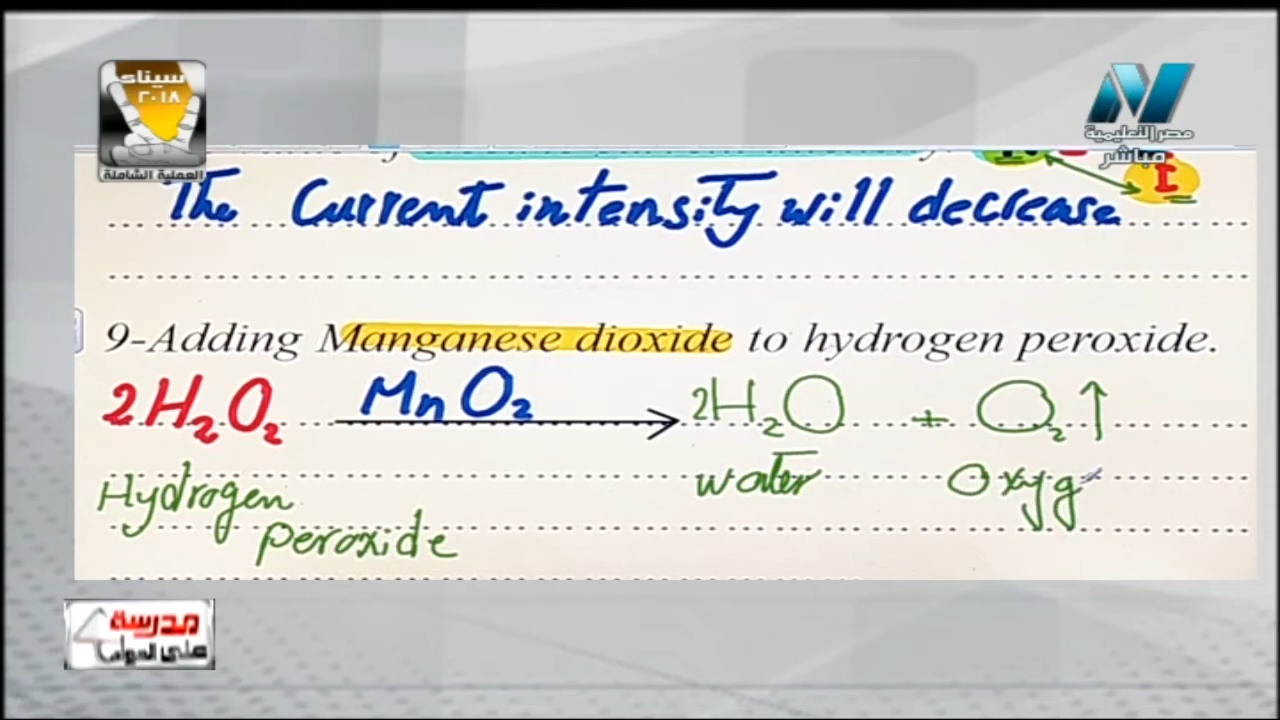 سيناء
٢٠١٨
العملية الشاملة
مصر التعليمية
مباشر
I
The Current intensity will decrease
9-Adding Manganese dioxide to hydrogen peroxide.
2H₂O₂ MnO₂ → 2H₂O + O₂↑
Hydrogen water Oxyg
peroxide
مدرسة
على الهواء